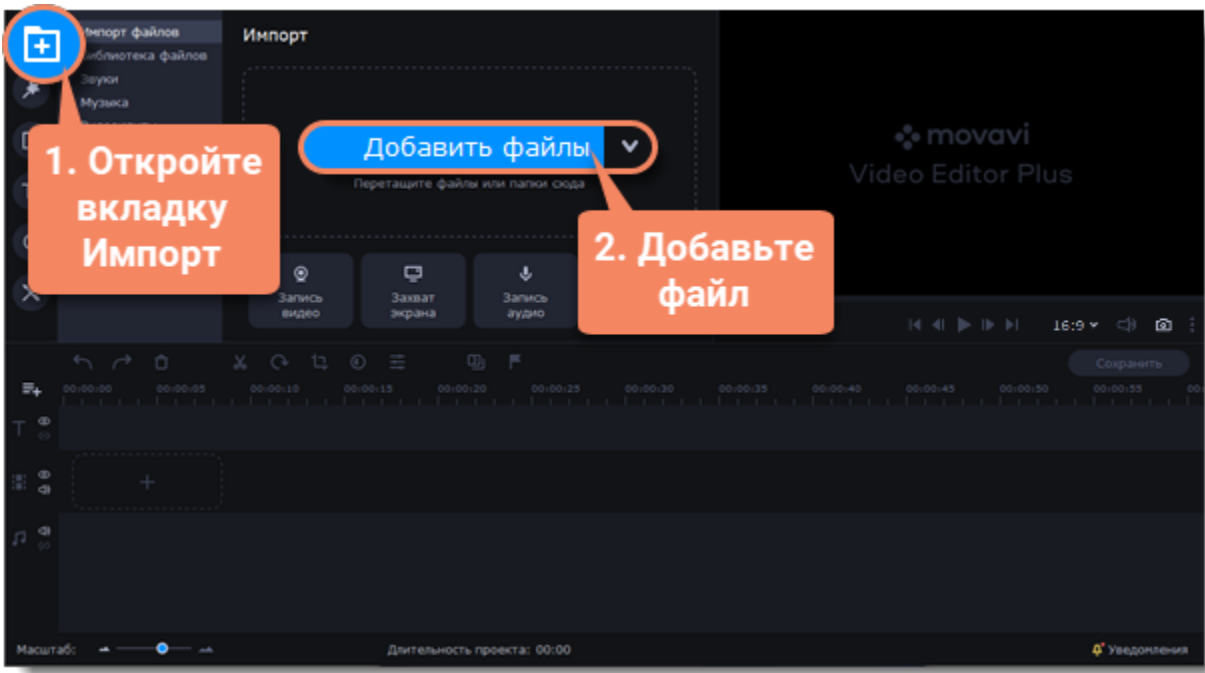 Импорт файлов
Библиотека файлов
Звуки
Музыка
1. Откройте
вкладку
Импорт
Импорт
Добавить файлы
Перетащите файлы или папки сюда
2. Добавьте
файл
Запись
видео
Захват
экрана
Запись
аудио
movavi
Video Editor Plus
16:9
Сохранить
00:00:00 00:00:05 00:00:10 00:00:15 00:00:20 00:00:25 00:00:30 00:00:35 00:00:40 00:00:45 00:00:50 00:00:55
Масштаб:
Длительность проекта: 00:00
Уведомления